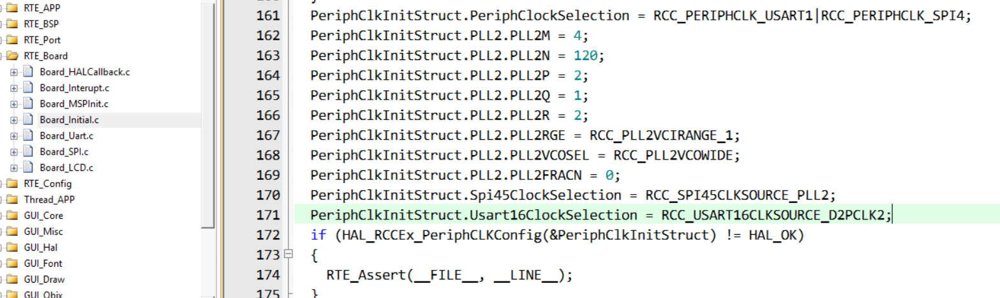 RTE_APP
RTE_BSP
RTE_Port
RTE_Board
Board_HALCallback.c
Board_Interupt.c
Board_MSPInit.c
Board_Initial.c
Board_Uart.c
Board_SPI.c
Board_LCD.c
RTE_Config
Thread_APP
GUI_Core
GUI_Misc
GUI_Hal
GUI_Font
GUI_Draw
GUI_Obix
161 PeriphClkInitStruct.PeriphClockSelection = RCC_PERIPHCLK_USART1|RCC_PERIPHCLK_SPI4;
162 PeriphClkInitStruct.PLL2.PLL2M = 4;
163 PeriphClkInitStruct.PLL2.PLL2N = 120;
164 PeriphClkInitStruct.PLL2.PLL2P = 2;
165 PeriphClkInitStruct.PLL2.PLL2Q = 1;
166 PeriphClkInitStruct.PLL2.PLL2R = 2;
167 PeriphClkInitStruct.PLL2.PLL2RGE = RCC_PLL2VCIRANGE_1;
168 PeriphClkInitStruct.PLL2.PLL2VCOSEL = RCC_PLL2VCOWIDE;
169 PeriphClkInitStruct.PLL2.PLL2FRACN = 0;
170 PeriphClkInitStruct.Spi45ClockSelection = RCC_SPI45CLKSOURCE_PLL2;
171 PeriphClkInitStruct.Usart16ClockSelection = RCC_USART16CLKSOURCE_D2PCLK2;
172 if (HAL_RCCEx_PeriphCLKConfig(&PeriphClkInitStruct) != HAL_OK)
173 {
174 RTE_Assert(__FILE__, __LINE__);
175 }